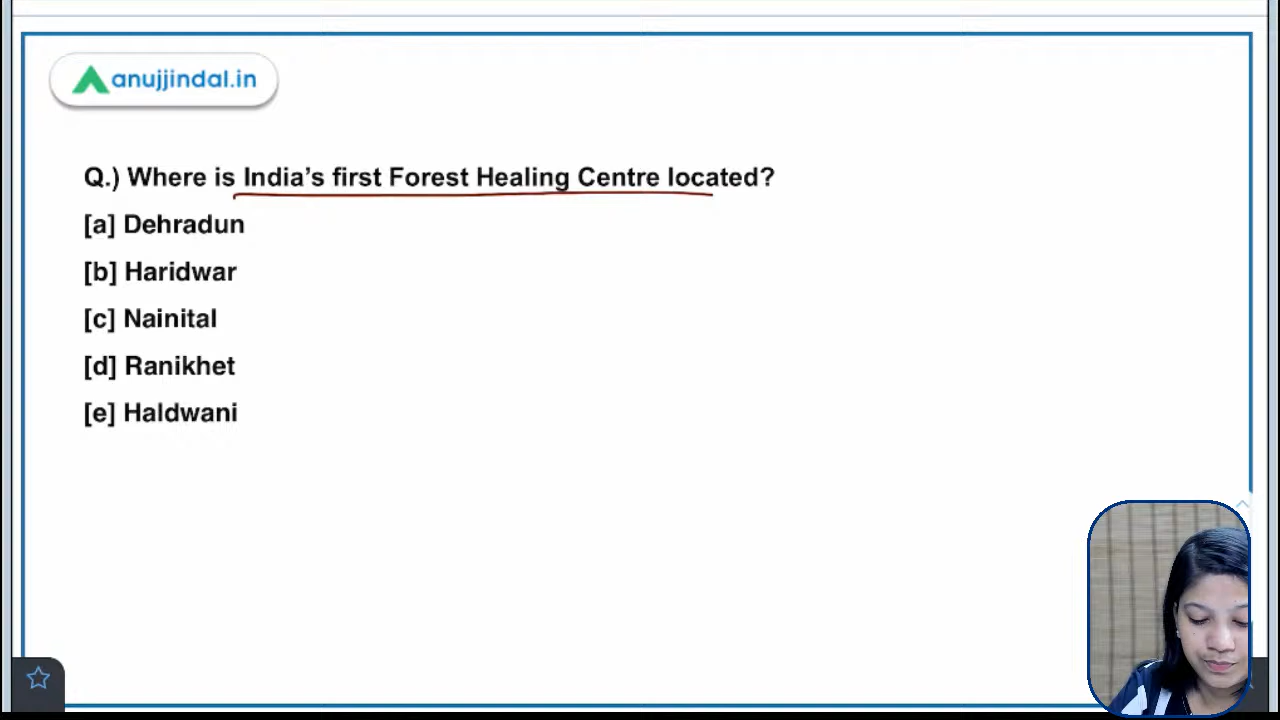 anujjindal.in
Q.) Where is India’s first Forest Healing Centre located?
[a] Dehradun
[b] Haridwar
[c] Nainital
[d] Ranikhet
[e] Haldwani